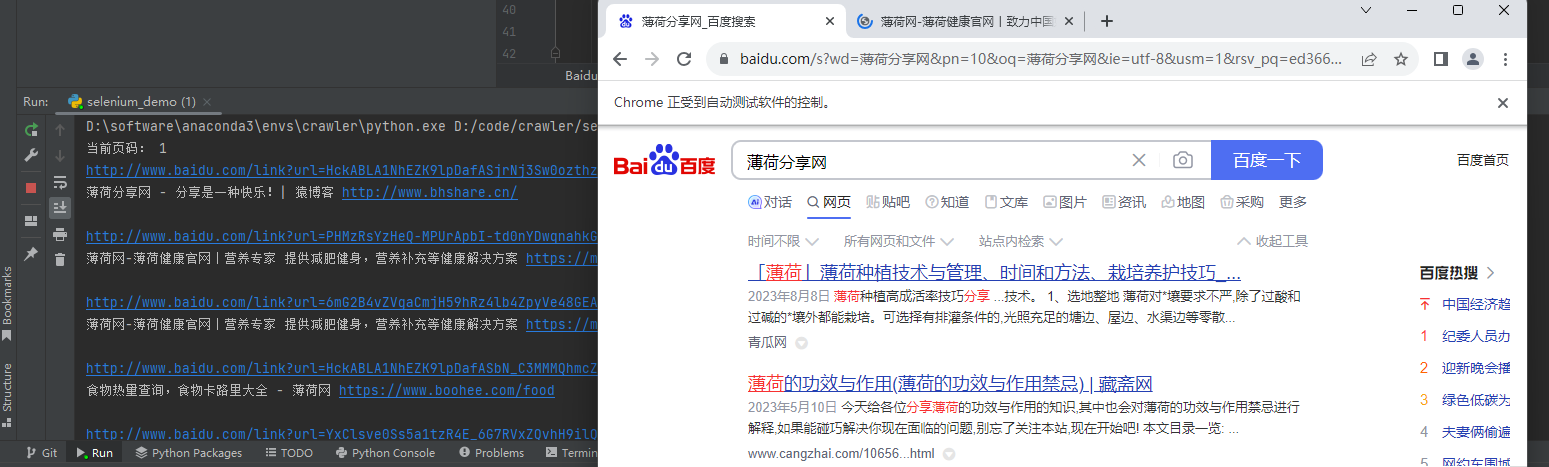 40
41
42
Baidu
Run:
selenium_demo (1)
D:\software\anaconda3\envs\crawler\python.exe D:/code/crawler/se
当前页码: 1
http://www.baidu.com/link?url=HckABLA1NhEZK9lpDafASjrNj3Sw0ozthz
薄荷分享网 - 分享是一种快乐!| 猿博客 http://www.bhshare.cn/
http://www.baidu.com/link?url=PHMzRsYzHeQ-MPUrApbI-td0nYDwqnahkG
薄荷网-薄荷健康官网丨营养专家 提供减肥健身,营养补充等健康解决方案 https://m
http://www.baidu.com/link?url=6mG2B4vZVgaCmjH59hRz4lb4ZpyVe48GEA
薄荷网-薄荷健康官网丨营养专家 提供减肥健身,营养补充等健康解决方案 https://m
http://www.baidu.com/link?url=HckABLA1NhEZK9lpDafASbN_C3MMMQhmcZ
食物热量查询,食物卡路里大全 - 薄荷网 https://www.boohee.com/food
http://www.baidu.com/link?url=YxClsve0Ss5a1tzR4E_6G7RVxZQvhH9ilQ
Bookmarks
Structure
Git
Run
Python Packages
TODO
Python Console
Problems
Termin
薄荷分享网_百度搜索
薄荷网-薄荷健康官网丨致力中国
baidu.com/s?wd=薄荷分享网&pn=10&oq=薄荷分享网&ie=utf-8&usm=1&rsv_pq=ed366...
Chrome 正受到自动测试软件的控制。
Bai du 百度
薄荷分享网
百度一下
百度首页
对话 网页 贴吧 知道 文库 图片 资讯 地图 采购 更多
时间不限 所有网页和文件 站点内检索 收起工具
「薄荷」薄荷种植技术与管理、时间和方法、栽培养护技巧_...
2023年8月8日 薄荷种植高成活率技巧分享 ...技术。 1、选地整地 薄荷对*壤要求不严,除了过酸和
过碱的*壤外都能栽培。可选择有排灌条件的,光照充足的塘边、屋边、水渠边等零散...
青瓜网
薄荷的功效与作用(薄荷的功效与作用禁忌) | 藏斋网
2023年5月10日 今天给各位分享薄荷的功效与作用的知识,其中也会对薄荷的功效与作用禁忌进行
解释,如果能碰巧解决你现在面临的问题,别忘了关注本站,现在开始吧! 本文目录一览: ...
www.cangzhai.com/10656...html
百度热搜
中国经济趋
1 纪委人员办
2 迎新晚会播
3 绿色低碳为
4 夫妻俩偷逾
5 网约车围城